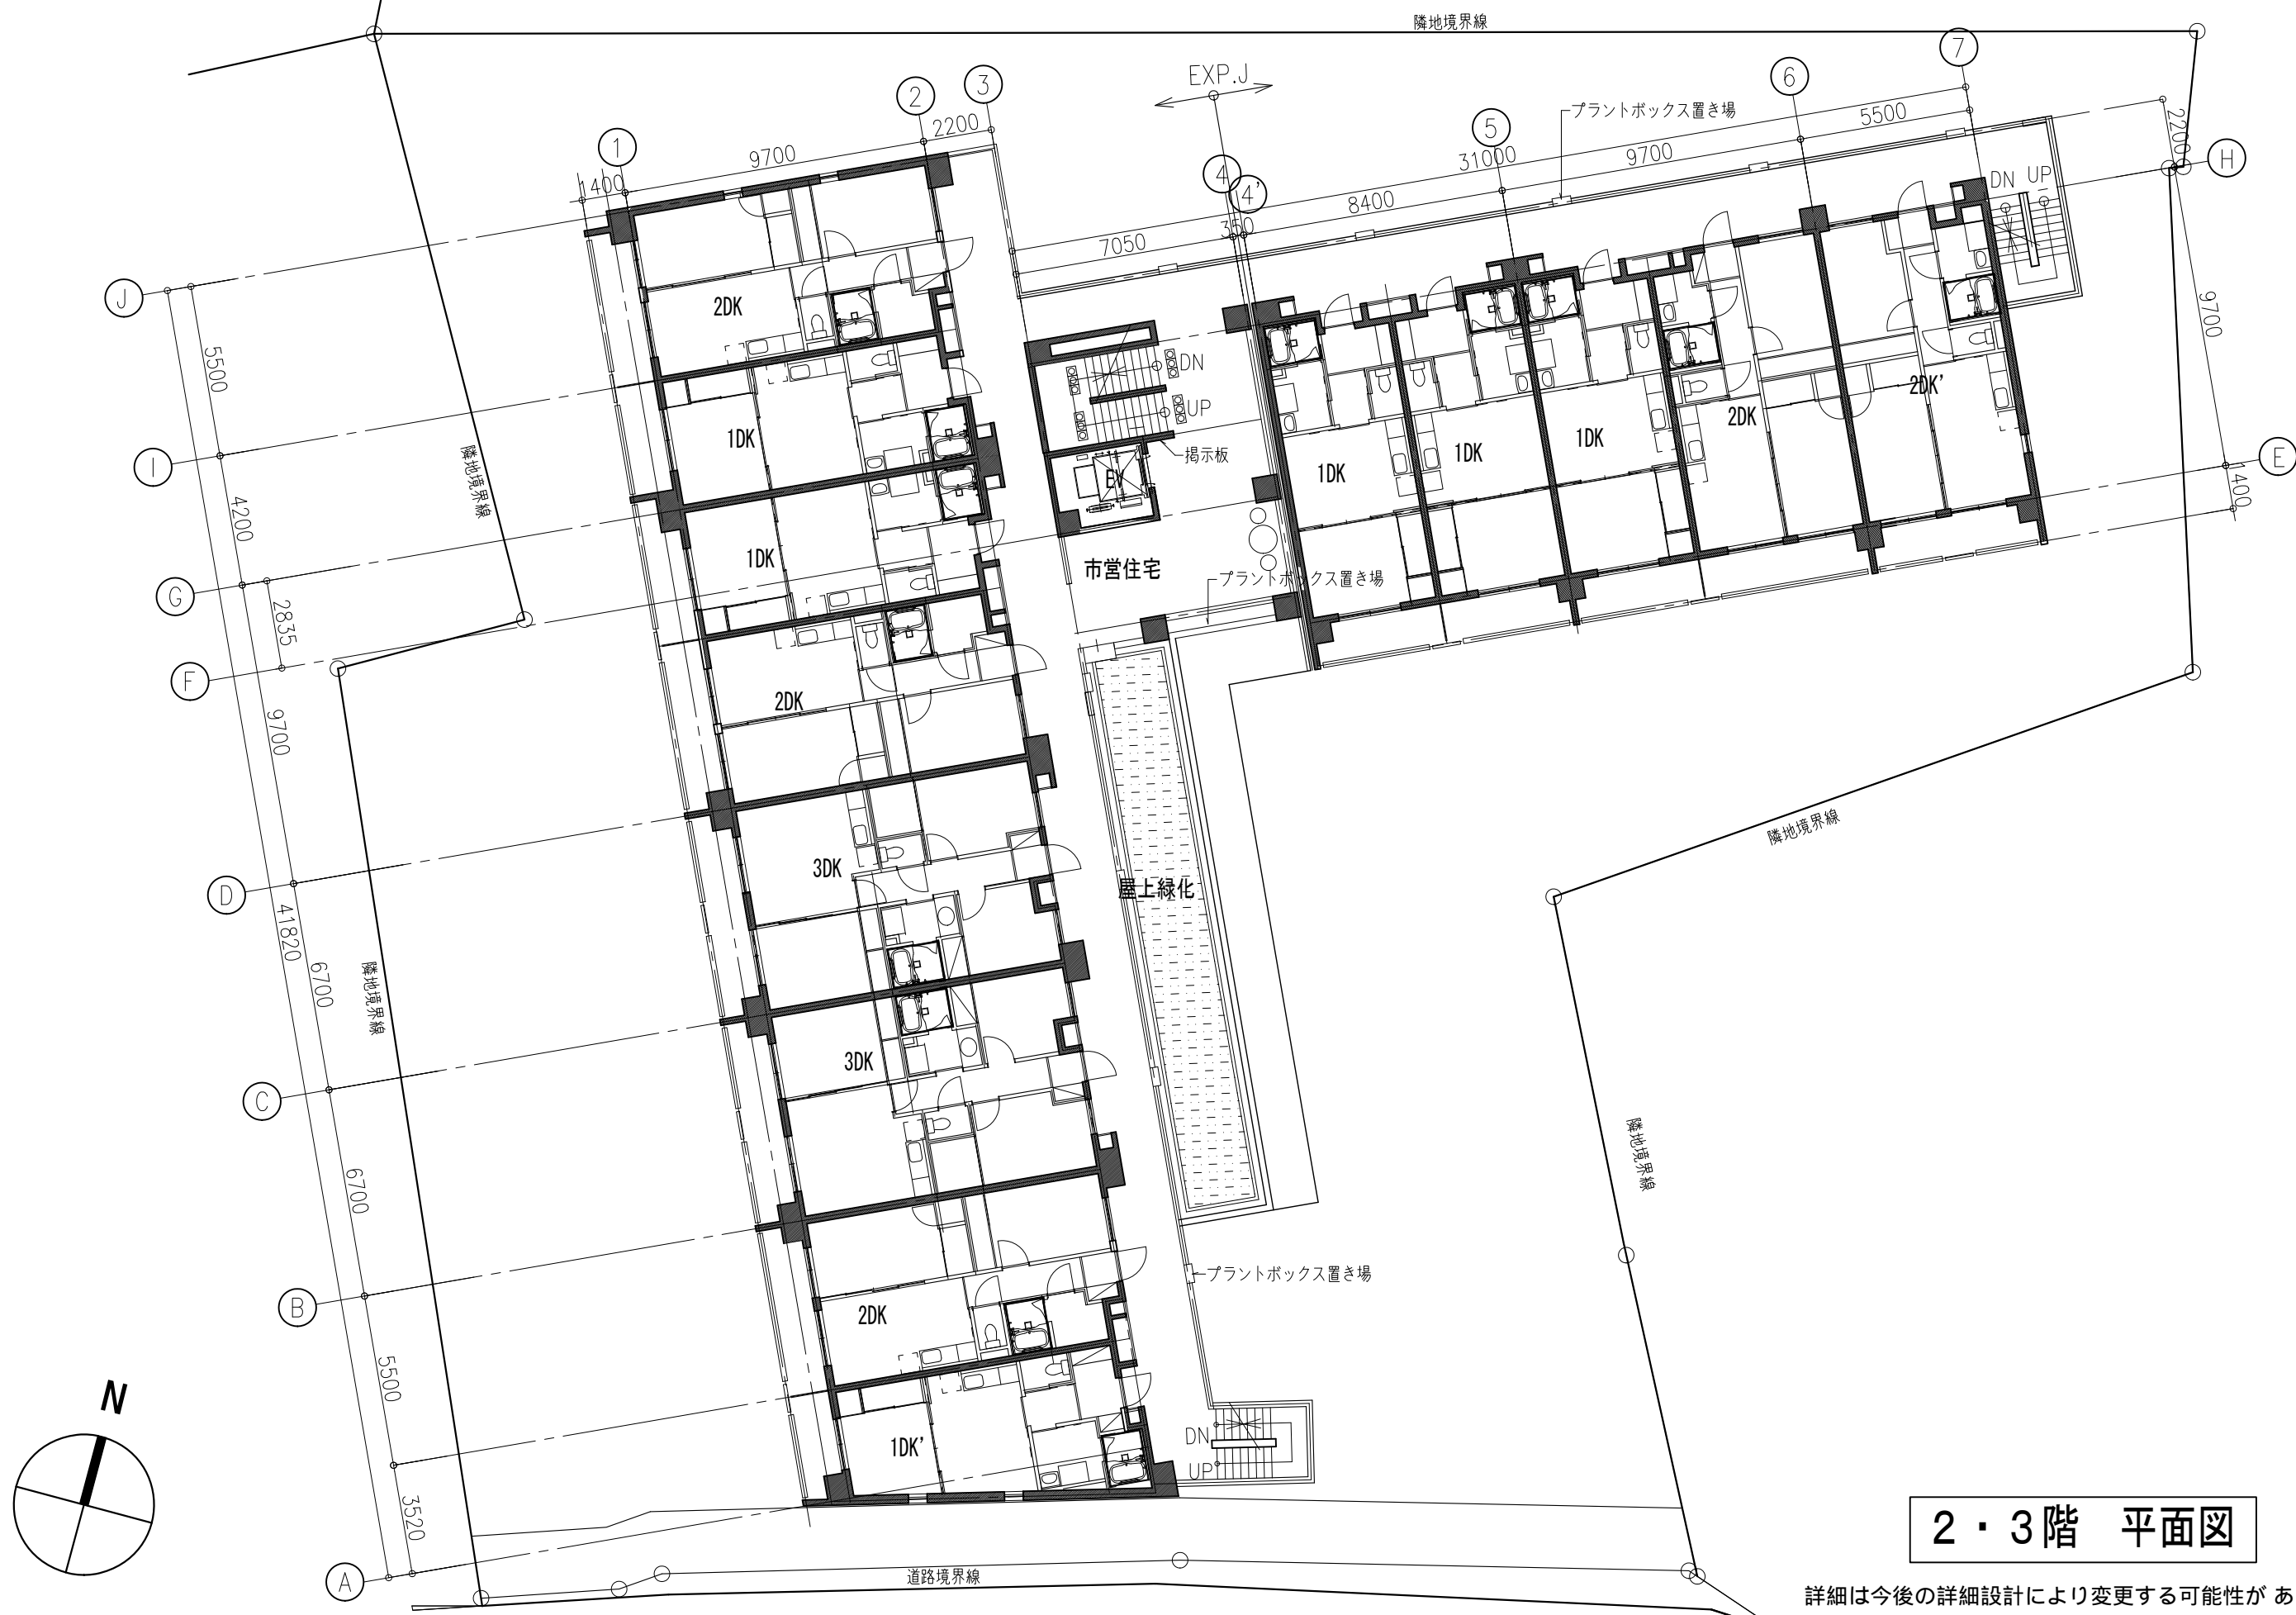 隣地境界線
EXP.J
プラントボックス置き場
1
2
3
4
4'
5
6
7
H
E
1400
9700
2200
31000
7050
350
8400
9700
5500
2200
9700
1400
DN UP
J
I
G
F
D
C
B
A
5500
4200
2835
9700
41820
6700
6700
5500
3520
隣地境界線
隣地境界線
2DK
1DK
1DK
2DK
3DK
3DK
2DK
1DK'
DN
UP
掲示板
EV
市営住宅
プラントボックス置き場
1DK
1DK
1DK
2DK
2DK'
屋上緑化
隣地境界線
隣地境界線
プラントボックス置き場
DN
UP
N
道路境界線
2・3階 平面図
詳細は今後の詳細設計により変更する可能性が あ